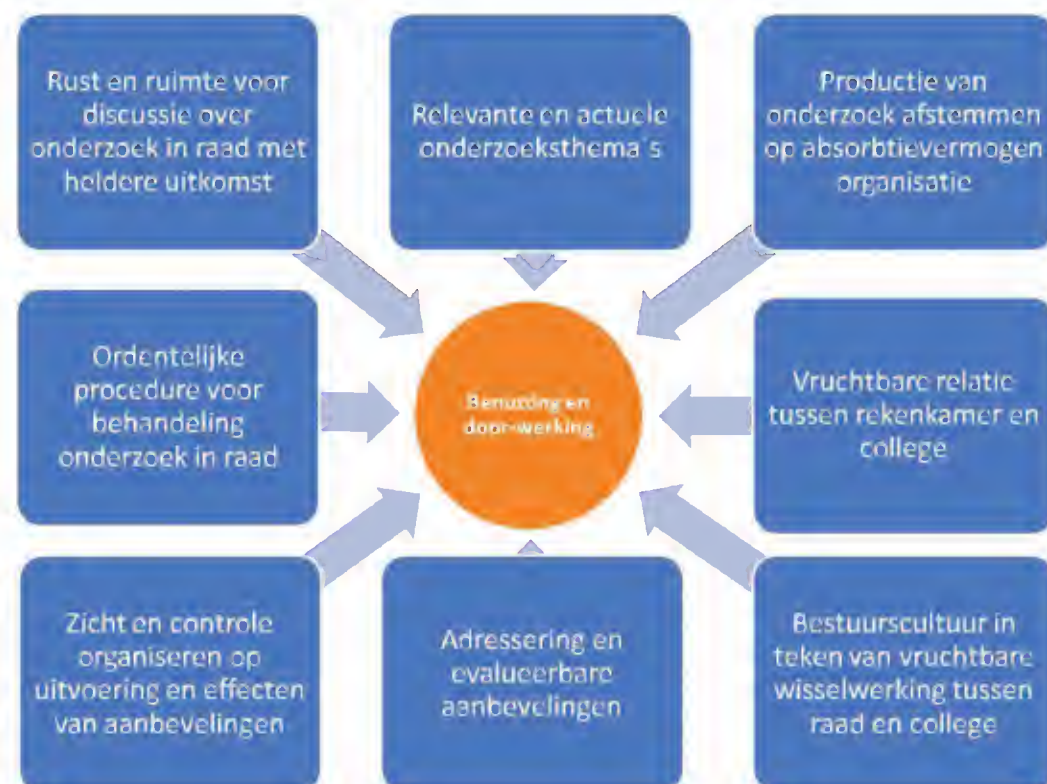 Rust en ruimte voor
discussie over
onderzoek in raad met
heldere uitkomst
Relevante en actuele
onderzoeksthema´s
Productie van
onderzoek afstemmen
op absorbtievermogen
organisatie
Ordentelijke
procedure voor
behandeling
onderzoek in raad
Benutting en
door-werking
Vruchtbare relatie
tussen rekenkamer en
college
Zicht en controle
organiseren op
uitvoering en effecten
van aanbevelingen
Adressering en
evalueerbare
aanbevelingen
Bestuurscultuur in
teken van vruchtbare
wisselwerking tussen
raad en college